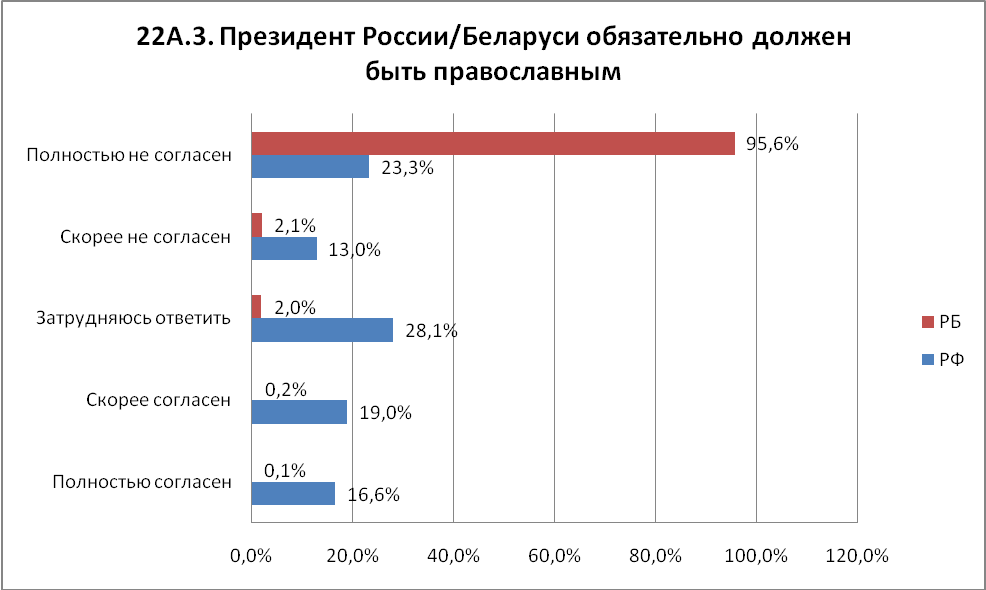 22А.3. Президент России/Беларуси обязательно должен
быть православным
Полностью не согласен
95,6%
23,3%
Скорее не согласен
2,1%
13,0%
Затрудняюсь ответить
2,0%
28,1%
Скорее согласен
0,2%
19,0%
Полностью согласен
0,1%
16,6%
РБ
РФ
0,0% 20,0% 40,0% 60,0% 80,0% 100,0% 120,0%